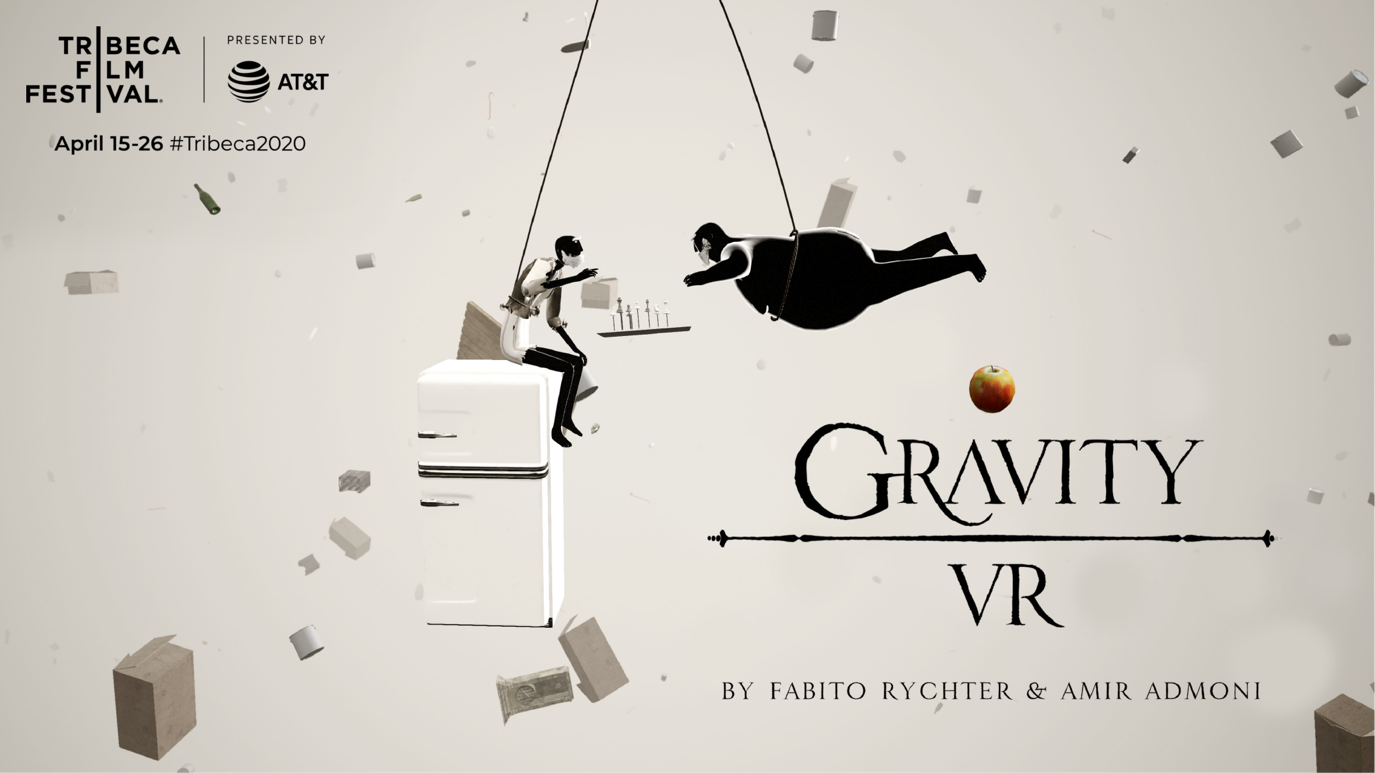 TRIBECA
FILM
FESTIVAL.
PRESENTED BY
AT&T
April 15-26 #Tribeca2020
GRAVITY
VR
BY FABITO RYCHTER & AMIR ADMONI